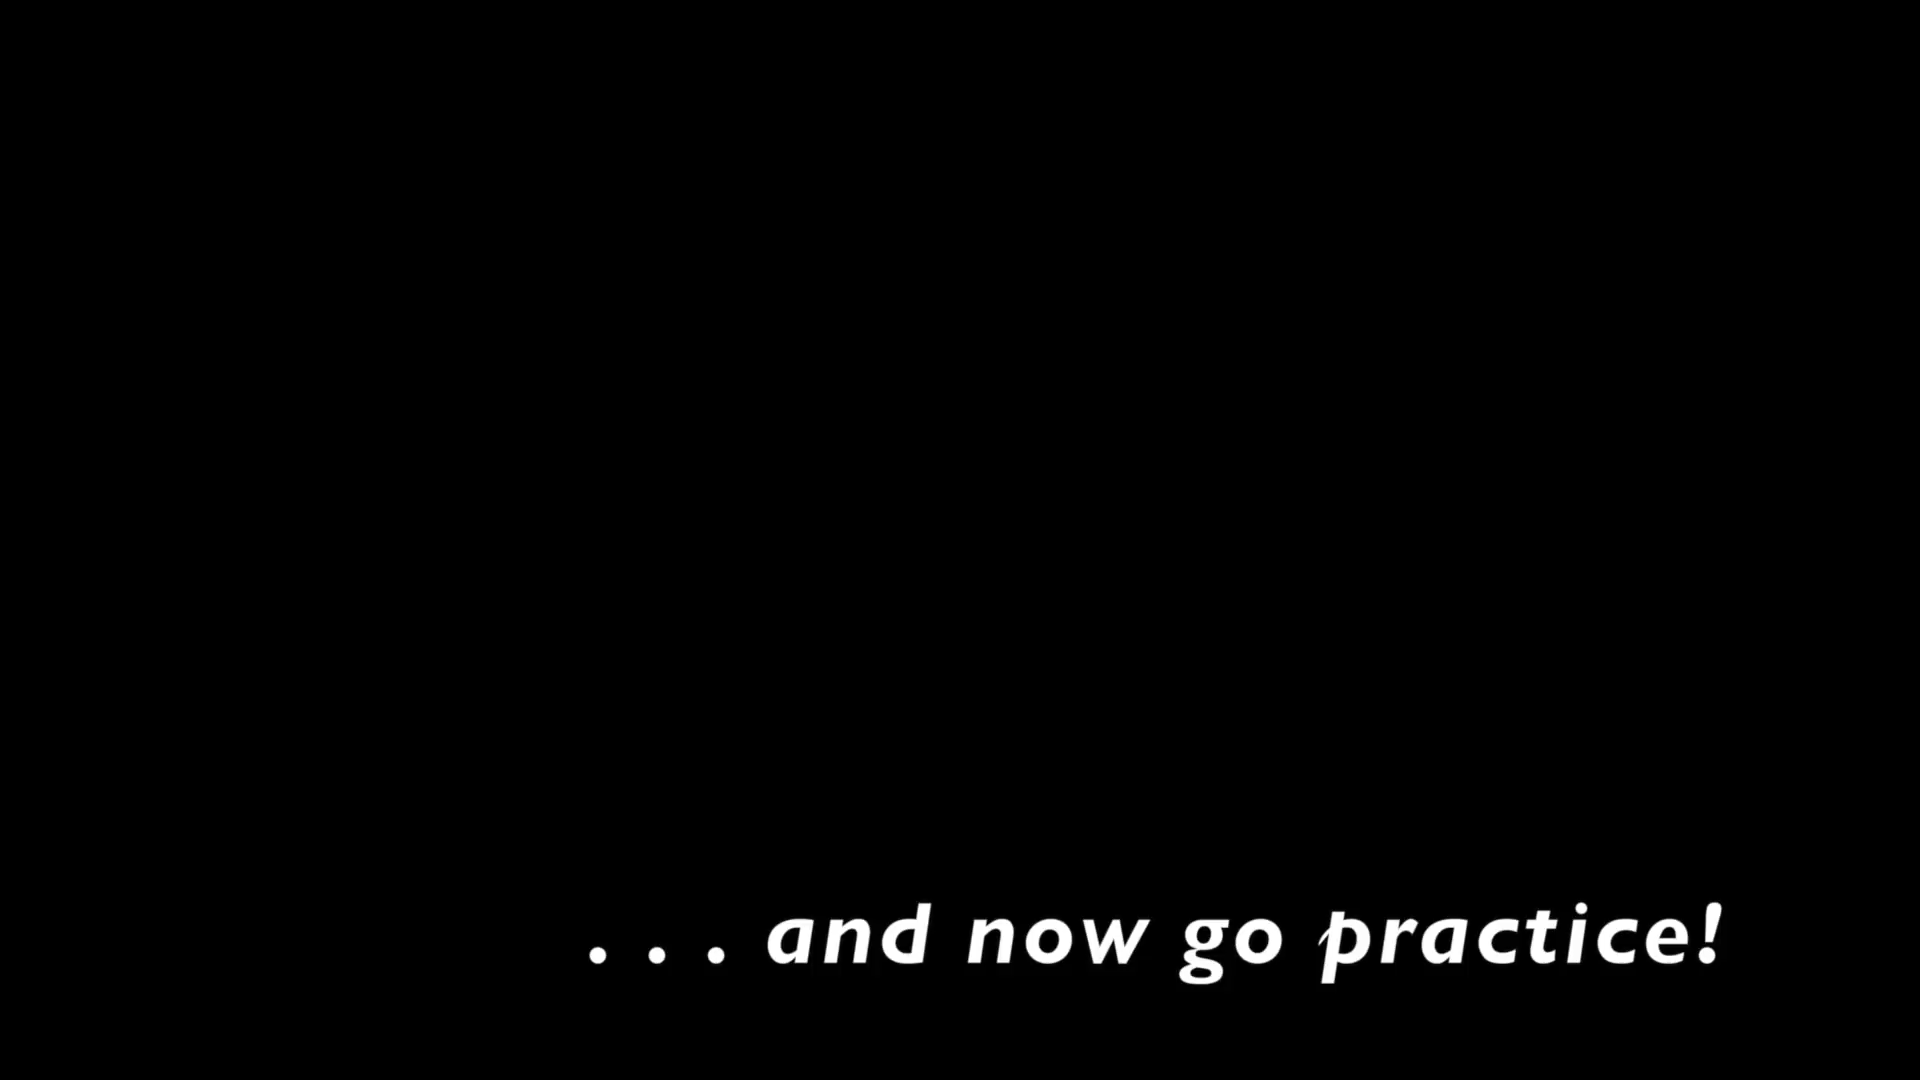 . . . and now go practice!